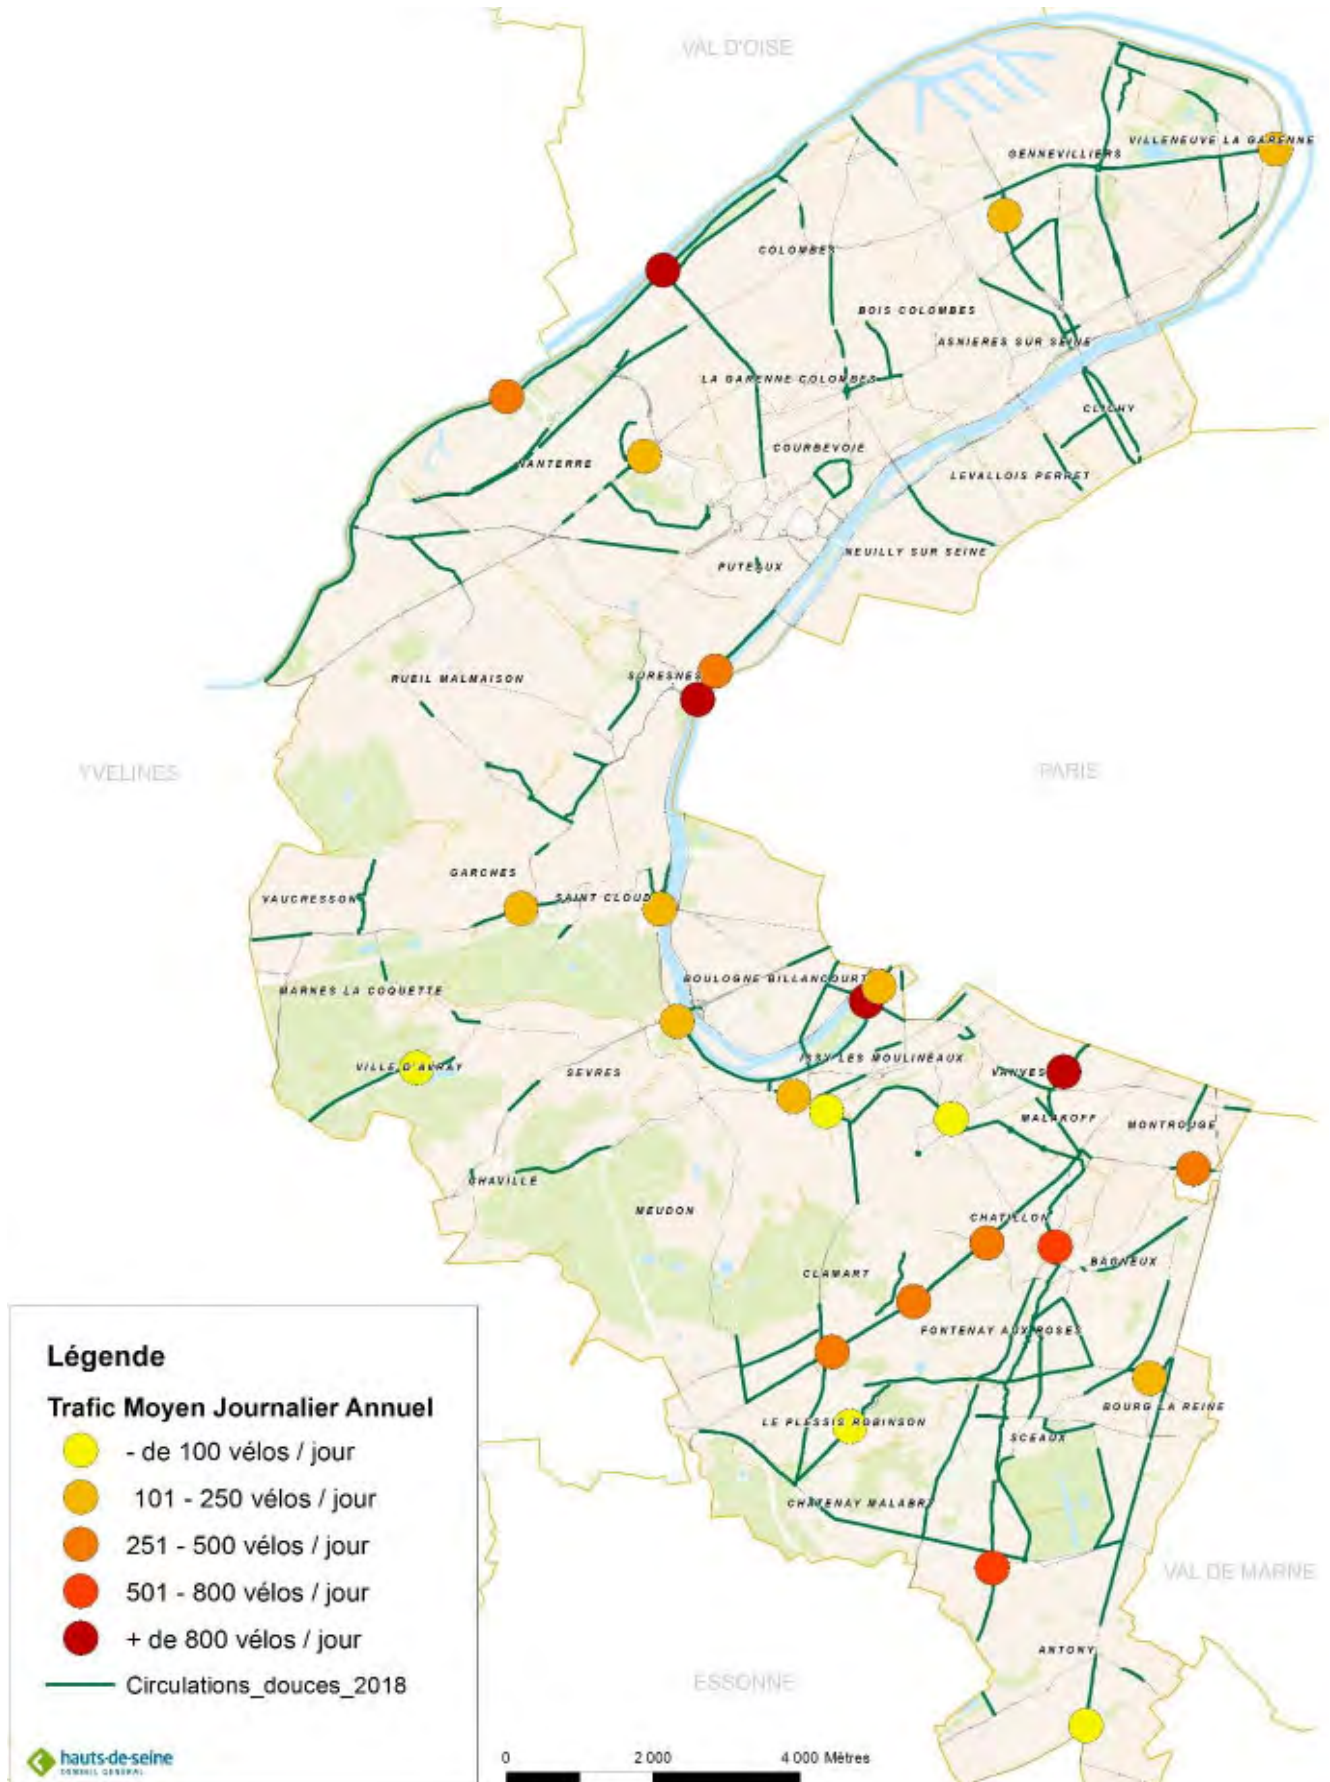 VAL D'OISE
VILLENEUVE LA GARENNE
GENNEVILLIERS
COLOMBES
BOIS COLOMBES
ASNIERES SUR SEINE
LA GARENNE COLOMBES
CLICHY
COURBEVOIE
NANTERRE
LEVALLOIS PERRET
NEUILLY SUR SEINE
PUTEAUX
SURESNES
RUEIL MALMAISON
YVELINES
PARIS
GARCHES
VAUCRESSON
SAINT CLOUD
BOULOGNE BILLANCOURT
MARNES LA COQUETTE
ISSY LES MOULINEAUX
VILLE D'AVRAY
SEVRES
VANVES
MALAKOFF
MONTROUGE
CHAVILLE
MEUDON
CHATILLON
BAGNEUX
CLAMART
FONTENAY AUX ROSES
BOURG LA REINE
LE PLESSIS ROBINSON
SCEAUX
CHATENAY MALABRY
VAL DE MARNE
ANTONY
ESSONNE
Légende
Trafic Moyen Journalier Annuel
- de 100 vélos / jour
101 - 250 vélos / jour
251 - 500 vélos / jour
501 - 800 vélos / jour
+ de 800 vélos / jour
Circulations_douces_2018
hauts-de-seine
CONSEIL GENERAL
0 2 000 4 000 Mètres